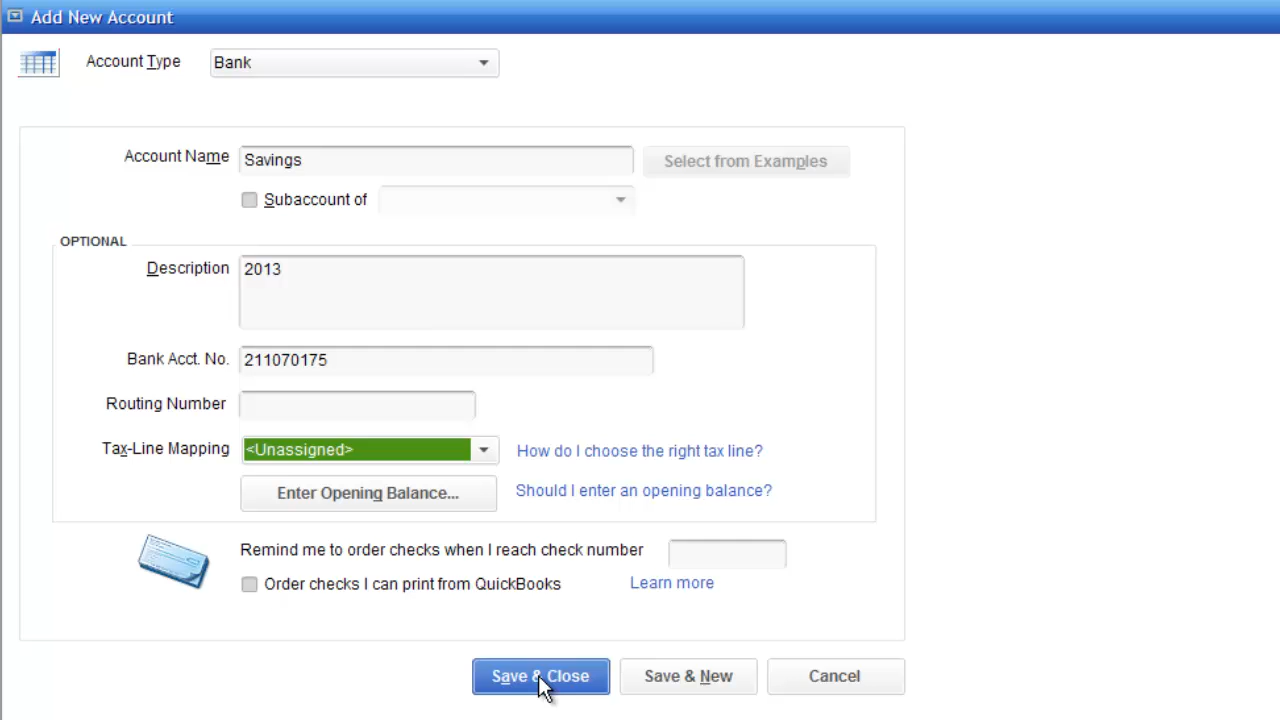 Add New Account
Account Type Bank
Account Name Savings Select from Examples
Subaccount of
OPTIONAL
Description 2013
Bank Acct. No. 211070175
Routing Number
Tax-Line Mapping <Unassigned> How do I choose the right tax line?
Enter Opening Balance... Should I enter an opening balance?
Remind me to order checks when I reach check number
Order checks I can print from QuickBooks Learn more
Save & Close Save & New Cancel